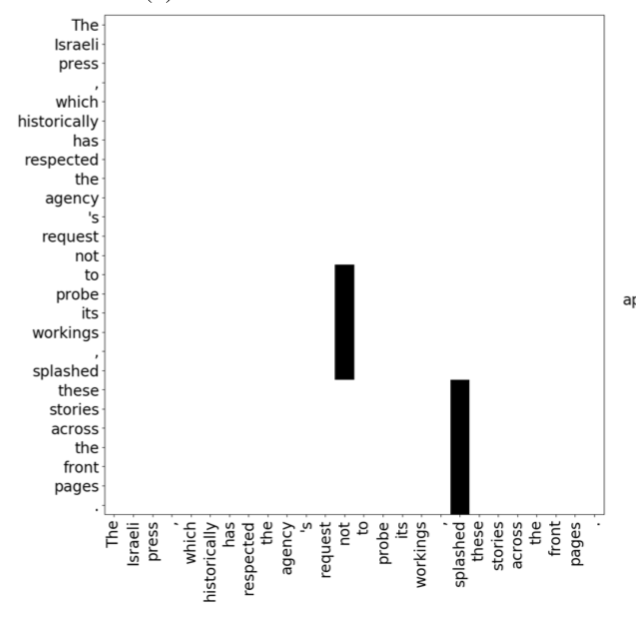 The
Israeli
press
,
which
historically
has
respected
the
agency
's
request
not
to
probe
its
workings
,
splashed
these
stories
across
the
front
pages
.
The
Israeli
press
,
which
historically
has
respected
the
agency
's
request
not
to
probe
its
workings
,
splashed
these
stories
across
the
front
pages
.